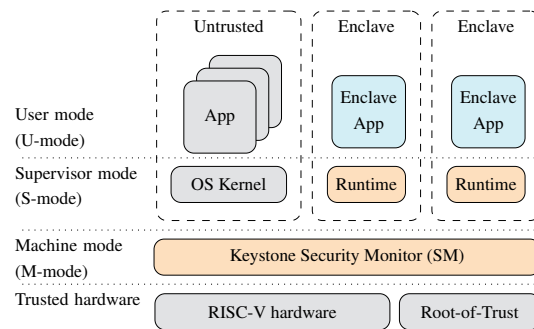 Untrusted
Enclave
Enclave
User mode
(U-mode)
App
Enclave
App
Enclave
App
Supervisor mode
(S-mode)
OS Kernel
Runtime
Runtime
Machine mode
(M-mode)
Keystone Security Monitor (SM)
Trusted hardware
RISC-V hardware
Root-of-Trust